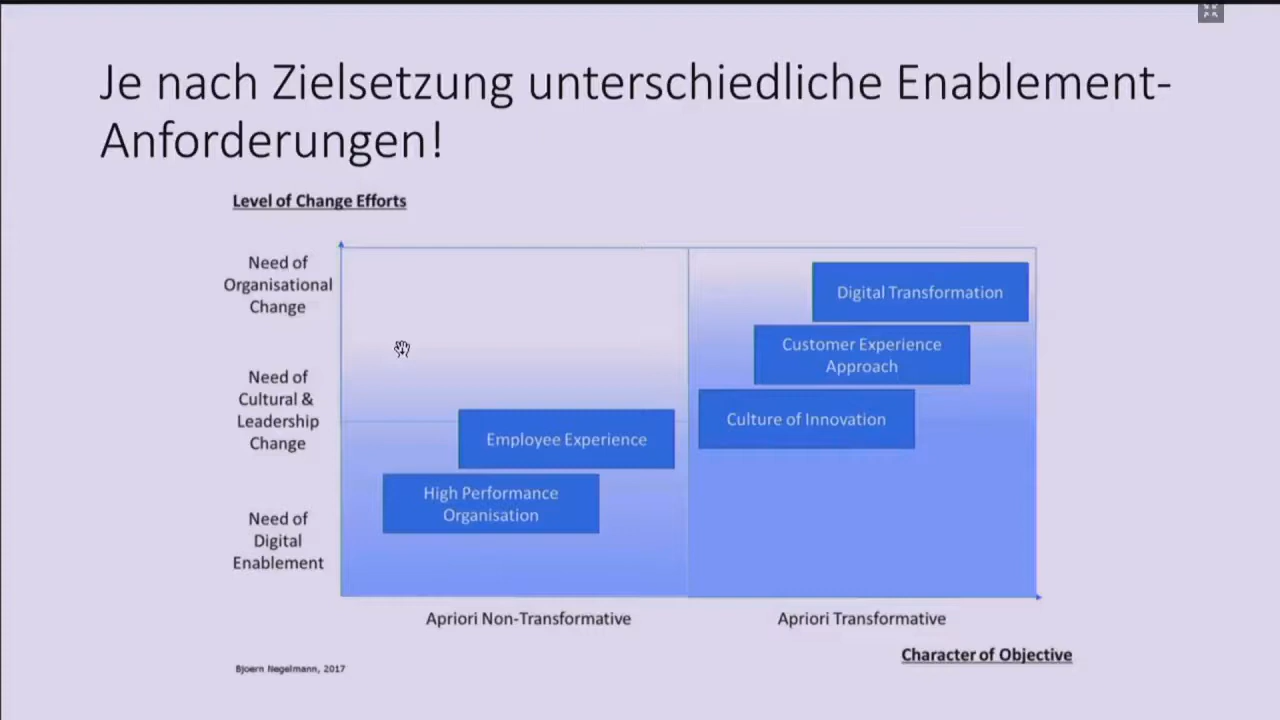 Je nach Zielsetzung unterschiedliche Enablement-
Anforderungen!
Level of Change Efforts
Need of
Organisational
Change
Need of
Cultural &
Leadership
Change
Need of
Digital
Enablement
Digital Transformation
Customer Experience
Approach
Culture of Innovation
Employee Experience
High Performance
Organisation
Apriori Non-Transformative
Apriori Transformative
Character of Objective
Bjoern Negelmann, 2017